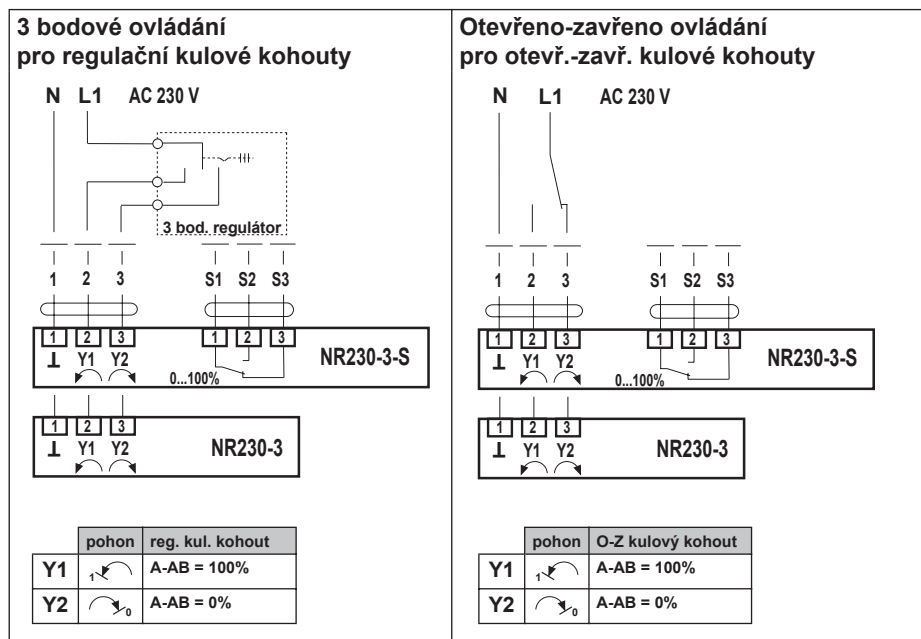 3 bodové ovládání
pro regulační kulové kohouty
N L1 AC 230 V
3 bod. regulátor
1 2 3 S1 S2 S3
1 2 3 1 2 3
⊥ Y1 Y2
0...100%
NR230-3-S
1 2 3
⊥ Y1 Y2
NR230-3
pohon reg. kul. kohout
Y1 1 A-AB = 100%
Y2 0 A-AB = 0%
Otevřeno-zavřeno ovládání
pro otevř.-zavř. kulové kohouty
N L1 AC 230 V
1 2 3 S1 S2 S3
1 2 3 1 2 3
⊥ Y1 Y2
0...100%
NR230-3-S
1 2 3
⊥ Y1 Y2
NR230-3
pohon O-Z kulový kohout
Y1 1 A-AB = 100%
Y2 0 A-AB = 0%